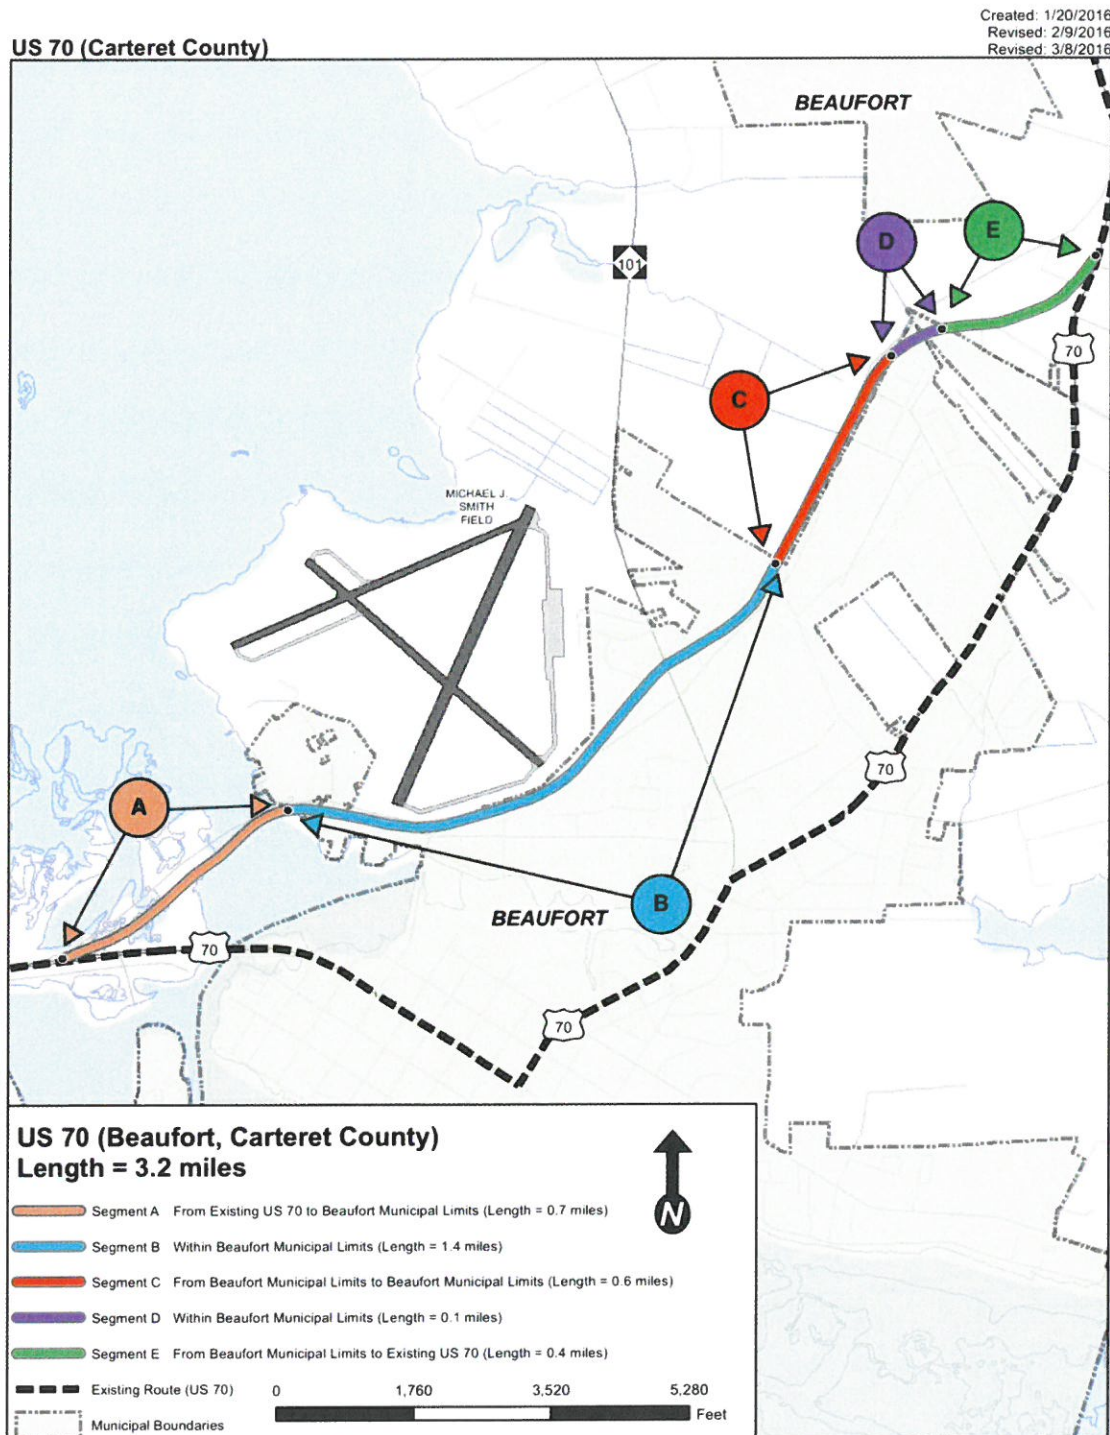 Created: 1/20/2016
Revised: 2/9/2016
US 70 (Carteret County)
Revised: 3/8/2016
BEAUFORT
D
E
101
70
C
MICHAEL J.
SMITH
FIELD
70
A
B
BEAUFORT
70
70
US 70 (Beaufort, Carteret County)
Length = 3.2 miles
N
Segment A From Existing US 70 to Beaufort Municipal Limits (Length = 0.7 miles)
Segment B Within Beaufort Municipal Limits (Length = 1.4 miles)
Segment C From Beaufort Municipal Limits to Beaufort Municipal Limits (Length = 0.6 miles)
Segment D Within Beaufort Municipal Limits (Length = 0.1 miles)
Segment E From Beaufort Municipal Limits to Existing US 70 (Length = 0.4 miles)
Existing Route (US 70)
0 1,760 3,520 5,280
Feet
Municipal Boundaries